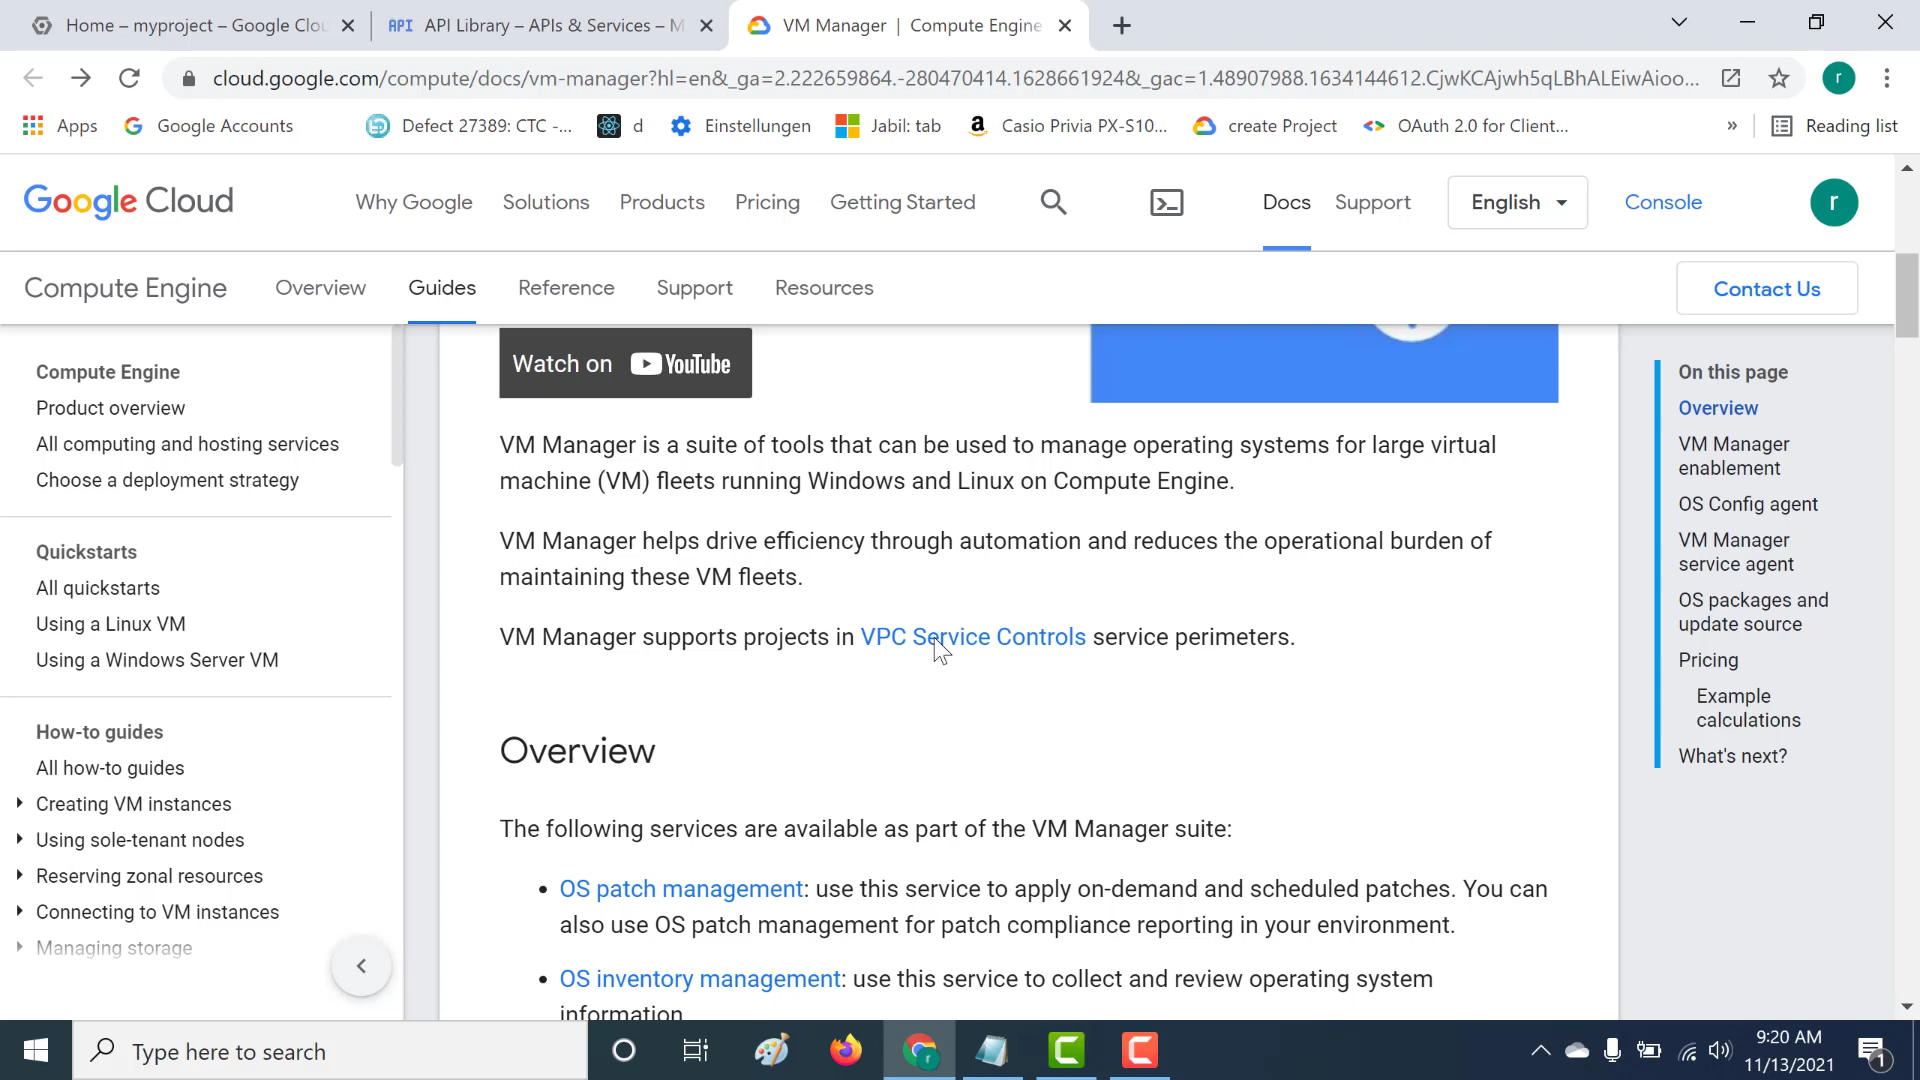 Home – myproject – Google Clou
API API Library – APIs & Services – M
VM Manager | Compute Engine
cloud.google.com/compute/docs/vm-manager?hl=en&_ga=2.222659864.-280470414.1628661924&_gac=1.48907988.1634144612.CjwKCAjwh5qLBhALEiwAioo...
r
Apps
Google Accounts
Defect 27389: CTC -...
d
Einstellungen
Jabil: tab
Casio Privia PX-S10...
create Project
OAuth 2.0 for Client...
»
Reading list
Google Cloud
Why Google
Solutions
Products
Pricing
Getting Started
Docs
Support
English
Console
r
Compute Engine
Overview
Guides
Reference
Support
Resources
Contact Us
Compute Engine
Product overview
All computing and hosting services
Choose a deployment strategy
Quickstarts
All quickstarts
Using a Linux VM
Using a Windows Server VM
How-to guides
All how-to guides
Creating VM instances
Using sole-tenant nodes
Reserving zonal resources
Connecting to VM instances
Managing storage
Watch on YouTube
VM Manager is a suite of tools that can be used to manage operating systems for large virtual
machine (VM) fleets running Windows and Linux on Compute Engine.
VM Manager helps drive efficiency through automation and reduces the operational burden of
maintaining these VM fleets.
VM Manager supports projects in VPC Service Controls service perimeters.
Overview
The following services are available as part of the VM Manager suite:
• OS patch management: use this service to apply on-demand and scheduled patches. You can
also use OS patch management for patch compliance reporting in your environment.
• OS inventory management: use this service to collect and review operating system
information
On this page
Overview
VM Manager
enablement
OS Config agent
VM Manager
service agent
OS packages and
update source
Pricing
Example
calculations
What's next?
Type here to search
9:20 AM
11/13/2021
1